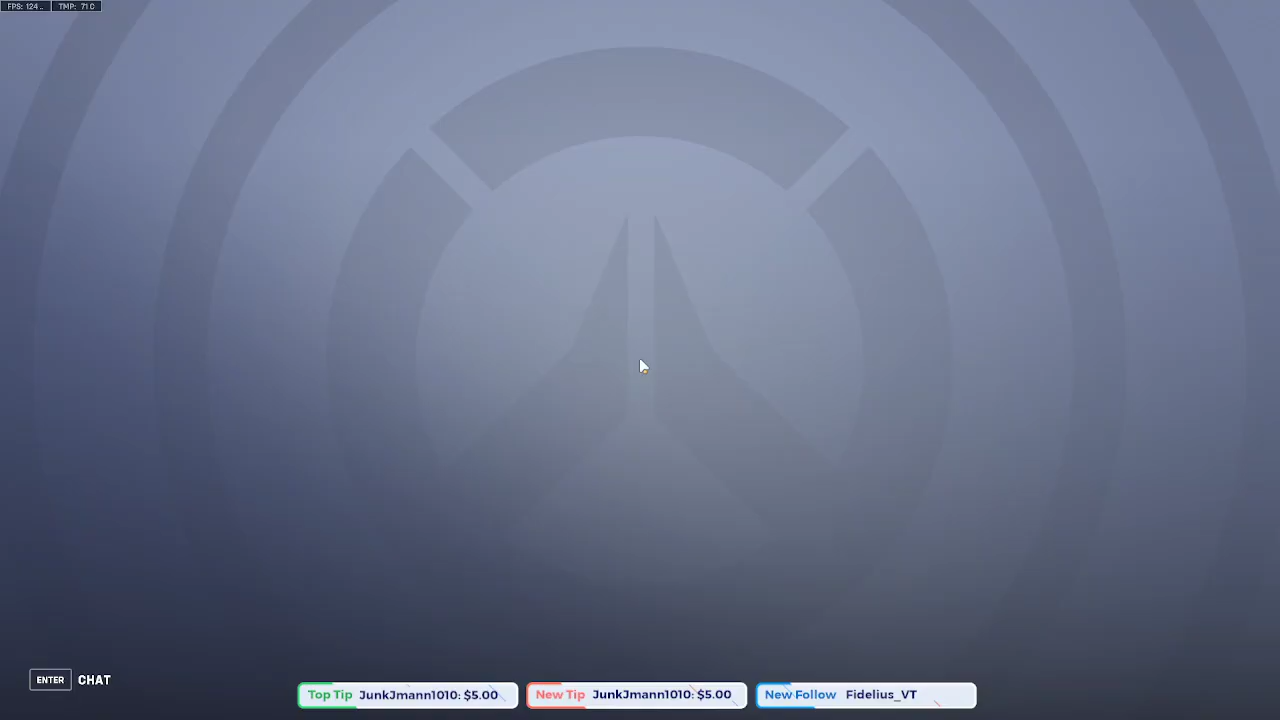 FPS: 124 .. TMP: 71 C
ENTER CHAT
Top Tip JunkJmann1010: $5.00 New Tip JunkJmann1010: $5.00 New Follow Fidelius_VT